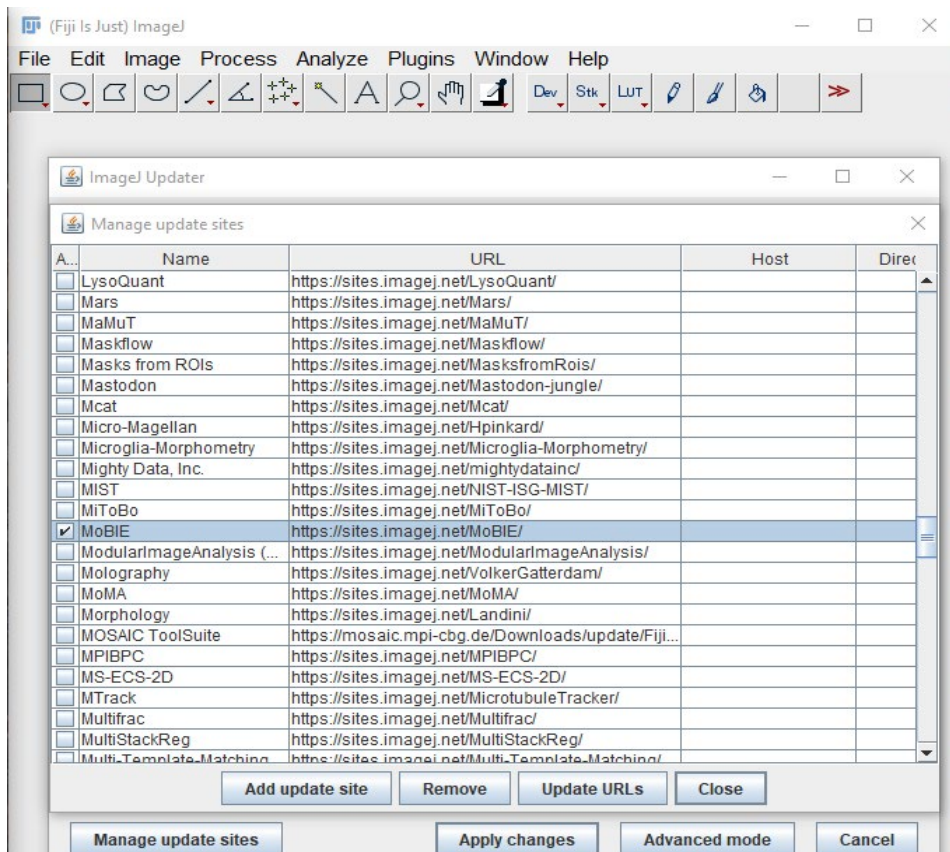 (Fiji Is Just) ImageJ
File Edit Image Process Analyze Plugins Window Help
Dev Stk LUT
ImageJ Updater
Manage update sites
A... Name URL Host Direc
LysoQuant https://sites.imagej.net/LysoQuant/
Mars https://sites.imagej.net/Mars/
MaMuT https://sites.imagej.net/MaMuT/
Maskflow https://sites.imagej.net/Maskflow/
Masks from ROIs https://sites.imagej.net/MasksfromRois/
Mastodon https://sites.imagej.net/Mastodon-jungle/
Mcat https://sites.imagej.net/Mcat/
Micro-Magellan https://sites.imagej.net/Hpinkard/
Microglia-Morphometry https://sites.imagej.net/Microglia-Morphometry/
Mighty Data, Inc. https://sites.imagej.net/mightydatainc/
MIST https://sites.imagej.net/NIST-ISG-MIST/
MiToBo https://sites.imagej.net/MiToBo/
MoBIE https://sites.imagej.net/MoBIE/
ModularImageAnalysis (... https://sites.imagej.net/ModularImageAnalysis/
Molography https://sites.imagej.net/VolkerGatterdam/
MoMA https://sites.imagej.net/MoMA/
Morphology https://sites.imagej.net/Landini/
MOSAIC ToolSuite https://mosaic.mpi-cbg.de/Downloads/update/Fiji...
MPIBPC https://sites.imagej.net/MPIBPC/
MS-ECS-2D https://sites.imagej.net/MS-ECS-2D/
MTrack https://sites.imagej.net/MicrotubuleTracker/
Multifrac https://sites.imagej.net/Multifrac/
MultiStackReg https://sites.imagej.net/MultiStackReg/
Multi-Template-Matching https://sites.imagej.net/Multi-Template-Matching/
Add update site Remove Update URLs Close
Manage update sites Apply changes Advanced mode Cancel